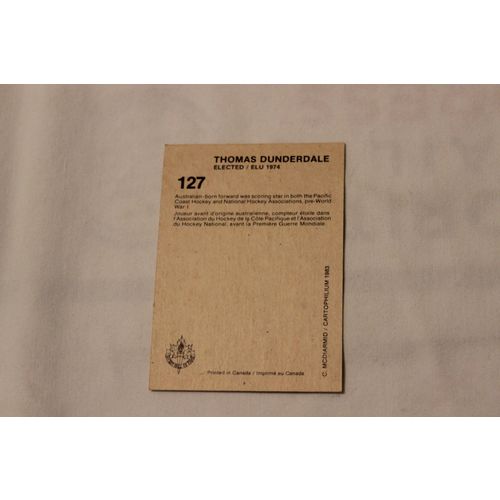 THOMAS DUNDERDALE
ELECTED / ELU 1974
127
Australian-born forward was scoring star in both the Pacific
Coast Hockey and National Hockey Associations, pre-World
War I.
Joueur avant d'origine australienne, compteur étoile dans
l'Association du Hockey de la Côte Pacifique et l'Association
du Hockey National, avant la Première Guerre Mondiale.
C. MCDIARMID / CARTOPHILIUM 1983
Printed in Canada / Imprimé au Canada